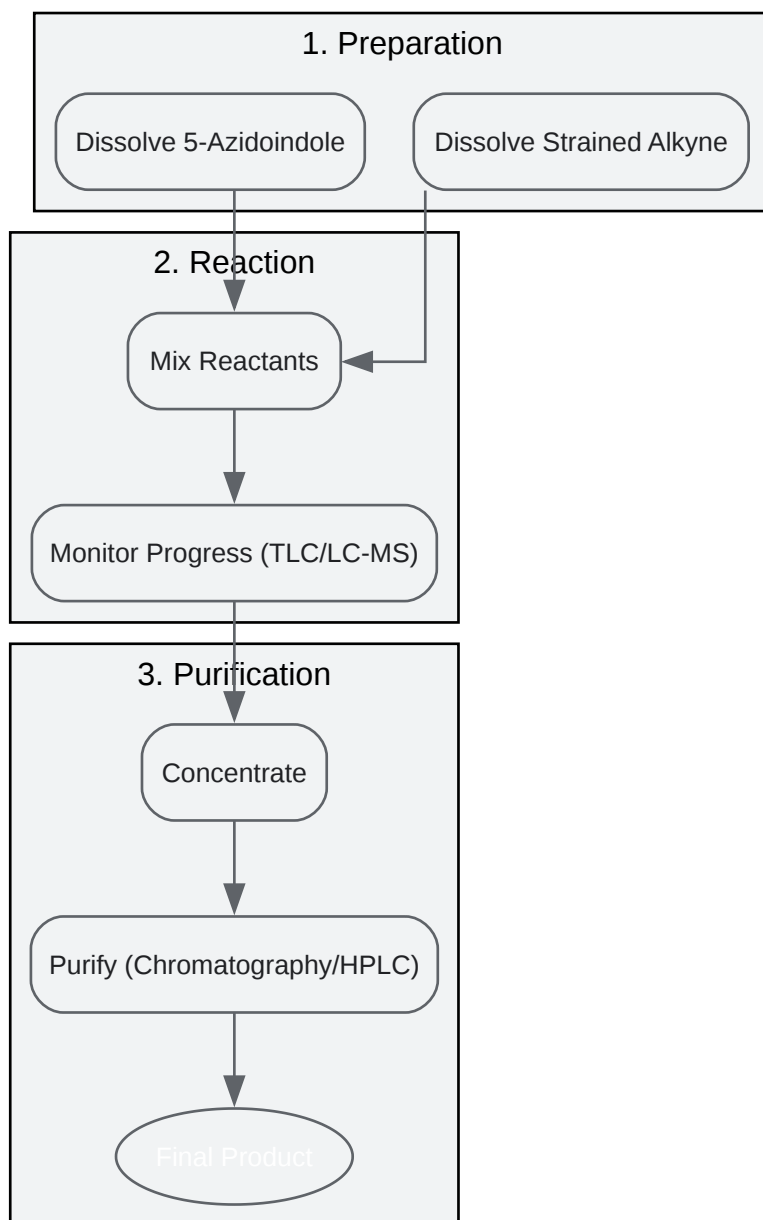 1. Preparation
Dissolve 5-Azidoindole
Dissolve Strained Alkyne
2. Reaction
Mix Reactants
Monitor Progress (TLC/LC-MS)
3. Purification
Concentrate
Purify (Chromatography/HPLC)
Final Product